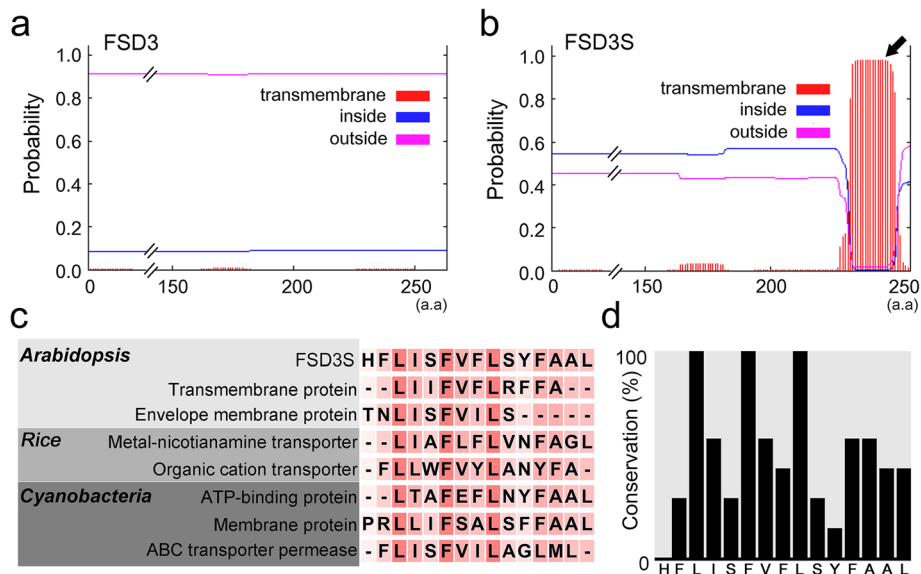 a
FSD3
Probability
1.0
0.8
0.6
0.4
0.2
0.0
transmembrane
inside
outside
0 150 200 250
(a.a)
b
FSD3S
Probability
1.0
0.8
0.6
0.4
0.2
0.0
transmembrane
inside
outside
0 150 200 250
(a.a)
c
Arabidopsis
FSD3S HFLISFVFLSYFAAL
Transmembrane protein --LIIFVFLRFFA--
Envelope membrane protein TNLISFVILS-----
Rice
Metal-nicotianamine transporter --LIAFLFLVNFAGL
Organic cation transporter -FLLWFVYLANYFA-
Cyanobacteria
ATP-binding protein --LTAFEFLNYFAAL
Membrane protein PRLLIFSALSFFAAL
ABC transporter permease -FLISFVILAGLML-
d
Conservation (%)
100
0
H F L I S F V F L S Y F A A L